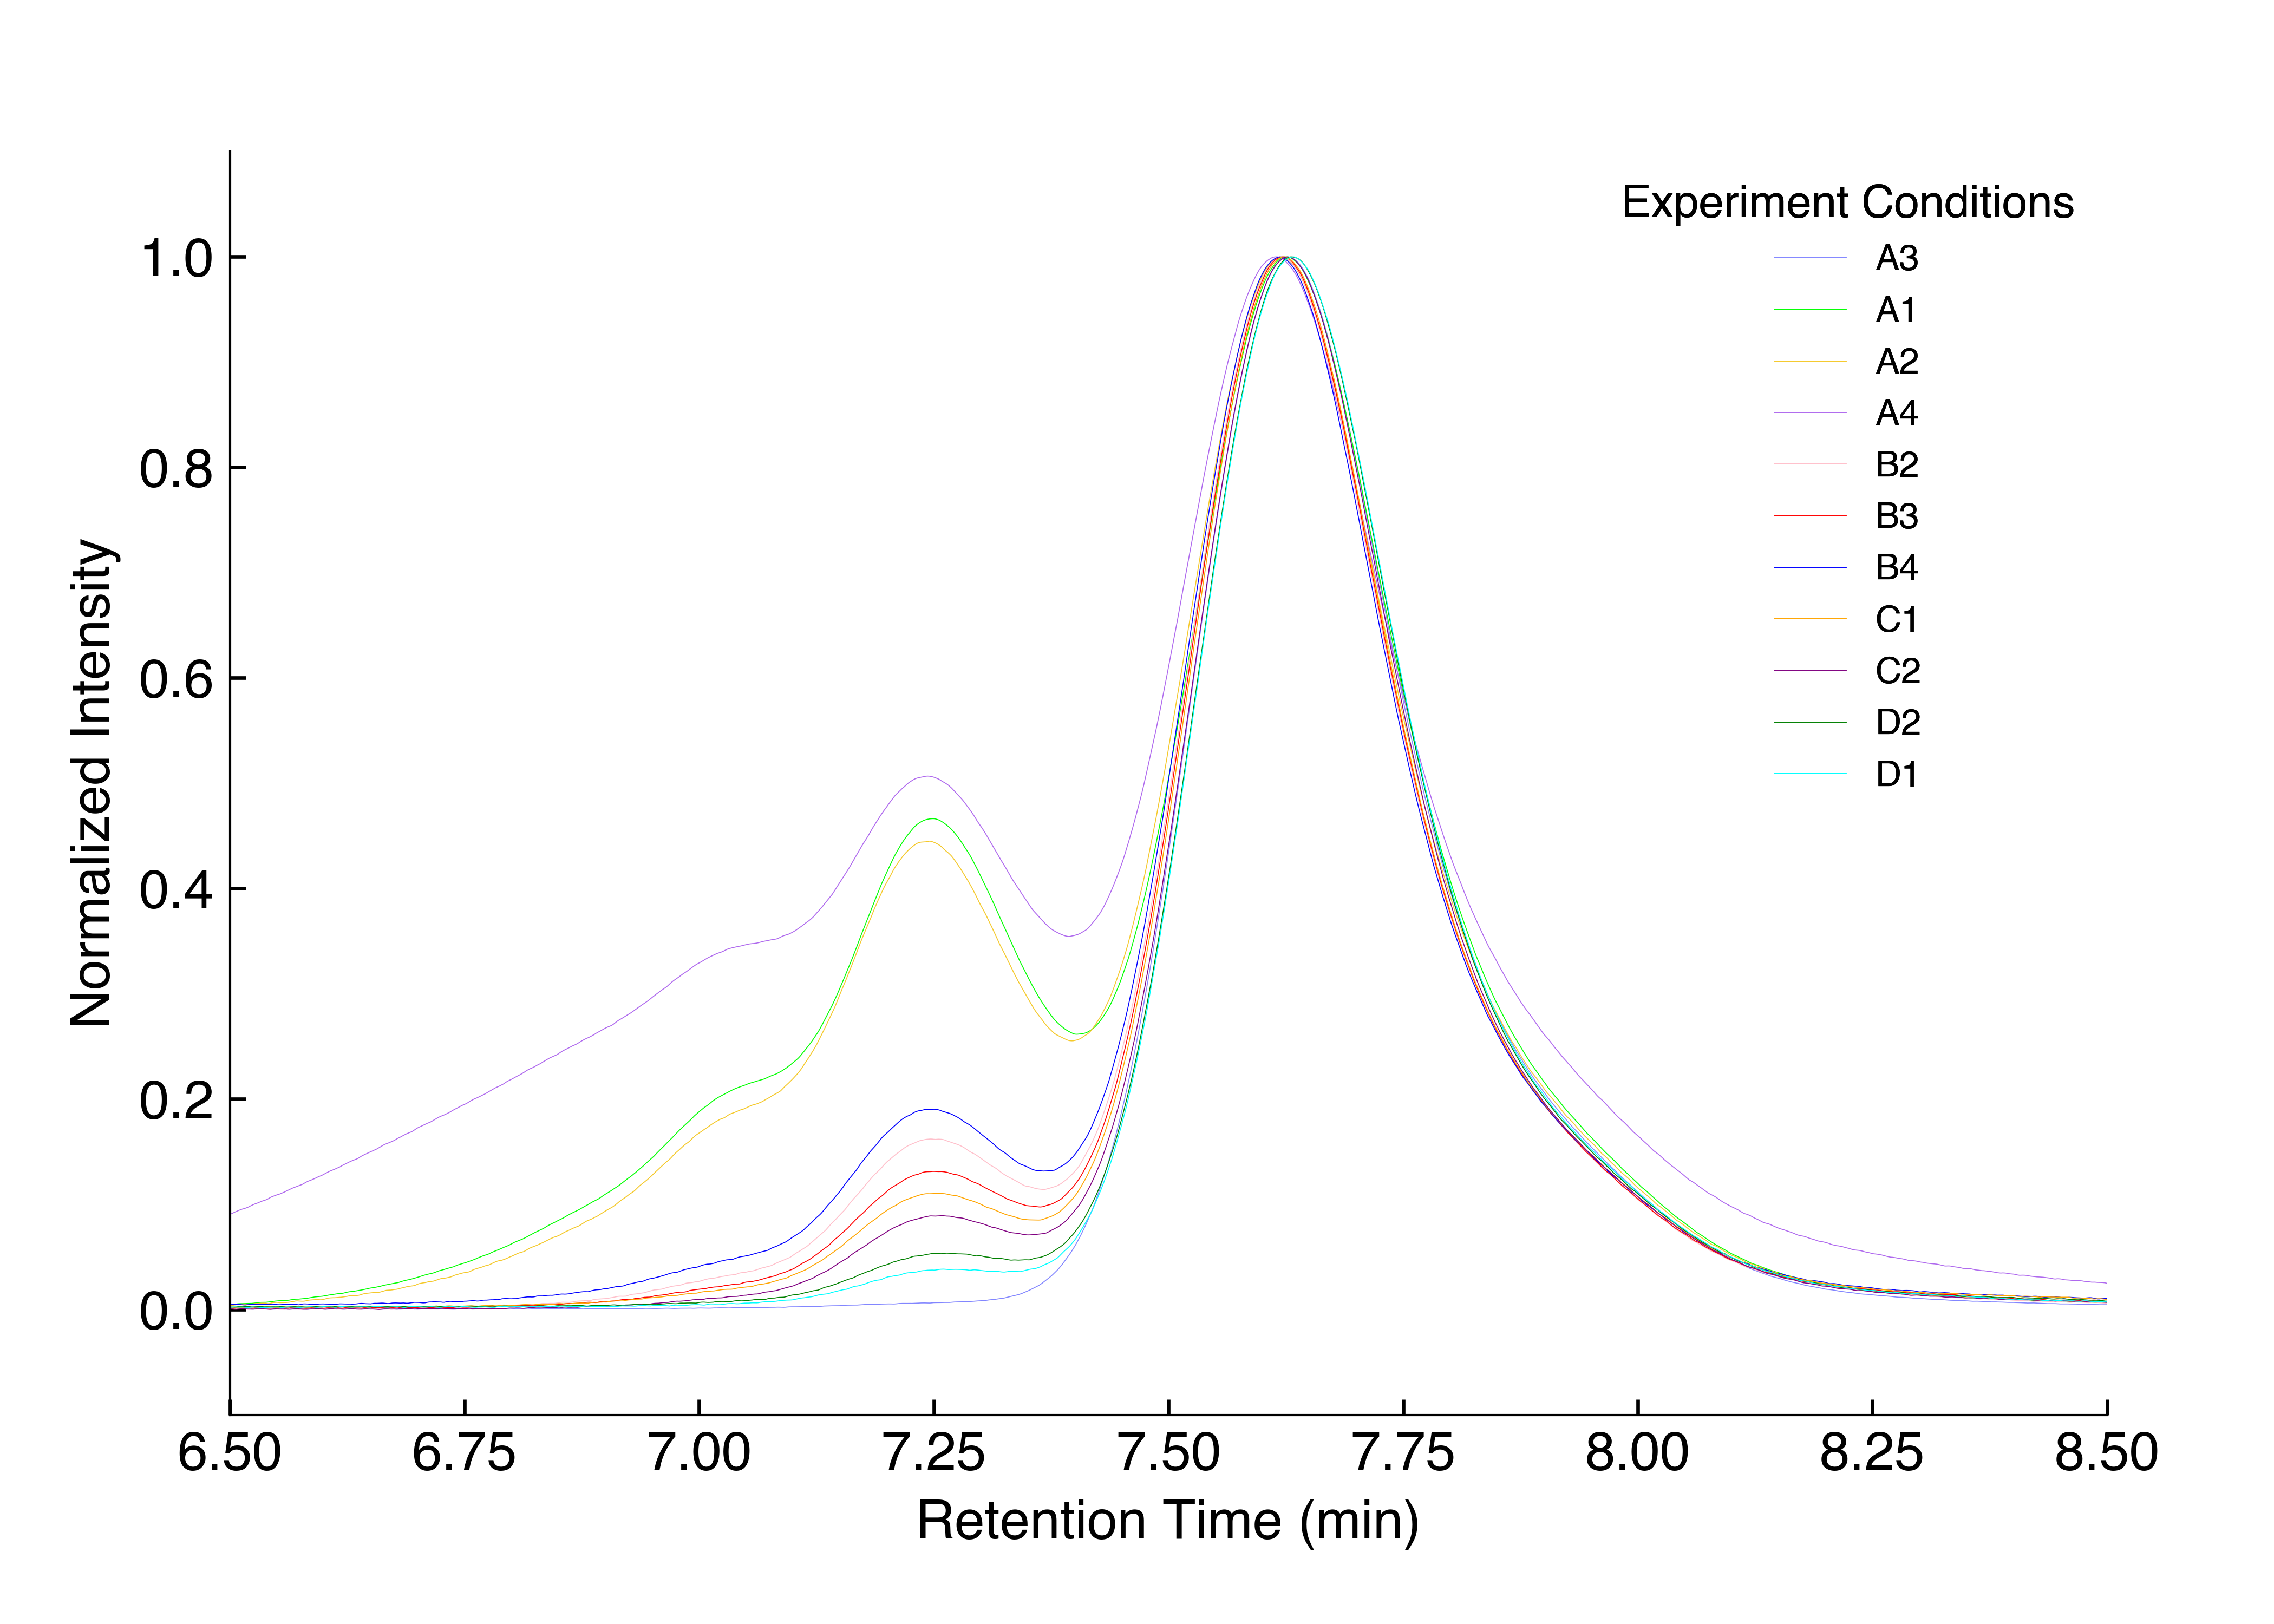 Experiment Conditions
A3
A1
A2
A4
B2
B3
B4
C1
C2
D2
D1
Normalized Intensity
1.0
0.8
0.6
0.4
0.2
0.0
6.50 6.75 7.00 7.25 7.50 7.75 8.00 8.25 8.50
Retention Time (min)